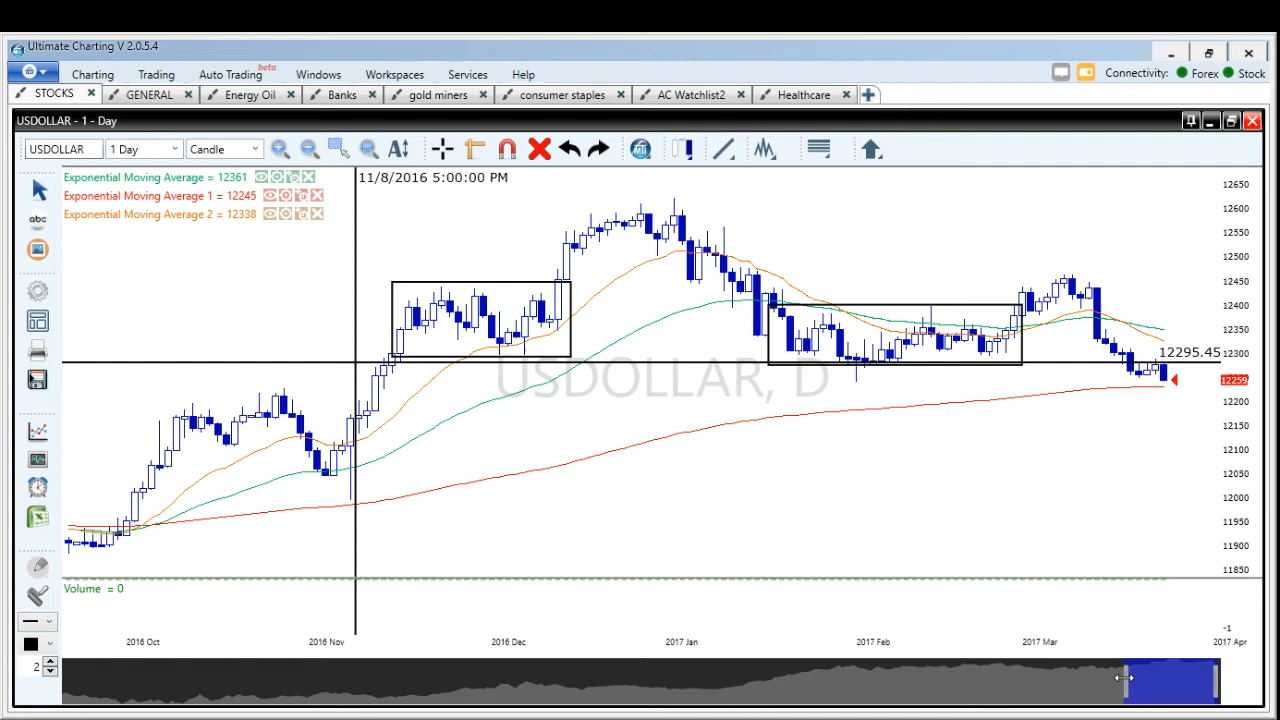 Ultimate Charting V 2.0.5.4
Charting Trading Auto Trading beta Windows Workspaces Services Help Connectivity: Forex Stock
STOCKS GENERAL Energy Oil Banks gold miners consumer staples AC Watchlist2 Healthcare
USDOLLAR - 1 - Day
USDOLLAR 1 Day Candle
Exponential Moving Average = 12361
Exponential Moving Average 1 = 12245
Exponential Moving Average 2 = 12338
11/8/2016 5:00:00 PM
abc
USDOLLAR, D
12295.45
12650
12600
12550
12500
12450
12400
12350
12300
12259
12200
12150
12100
12050
12000
11950
11900
11850
Volume = 0
-1
2016 Oct 2016 Nov 2016 Dec 2017 Jan 2017 Feb 2017 Mar 2017 Apr
2